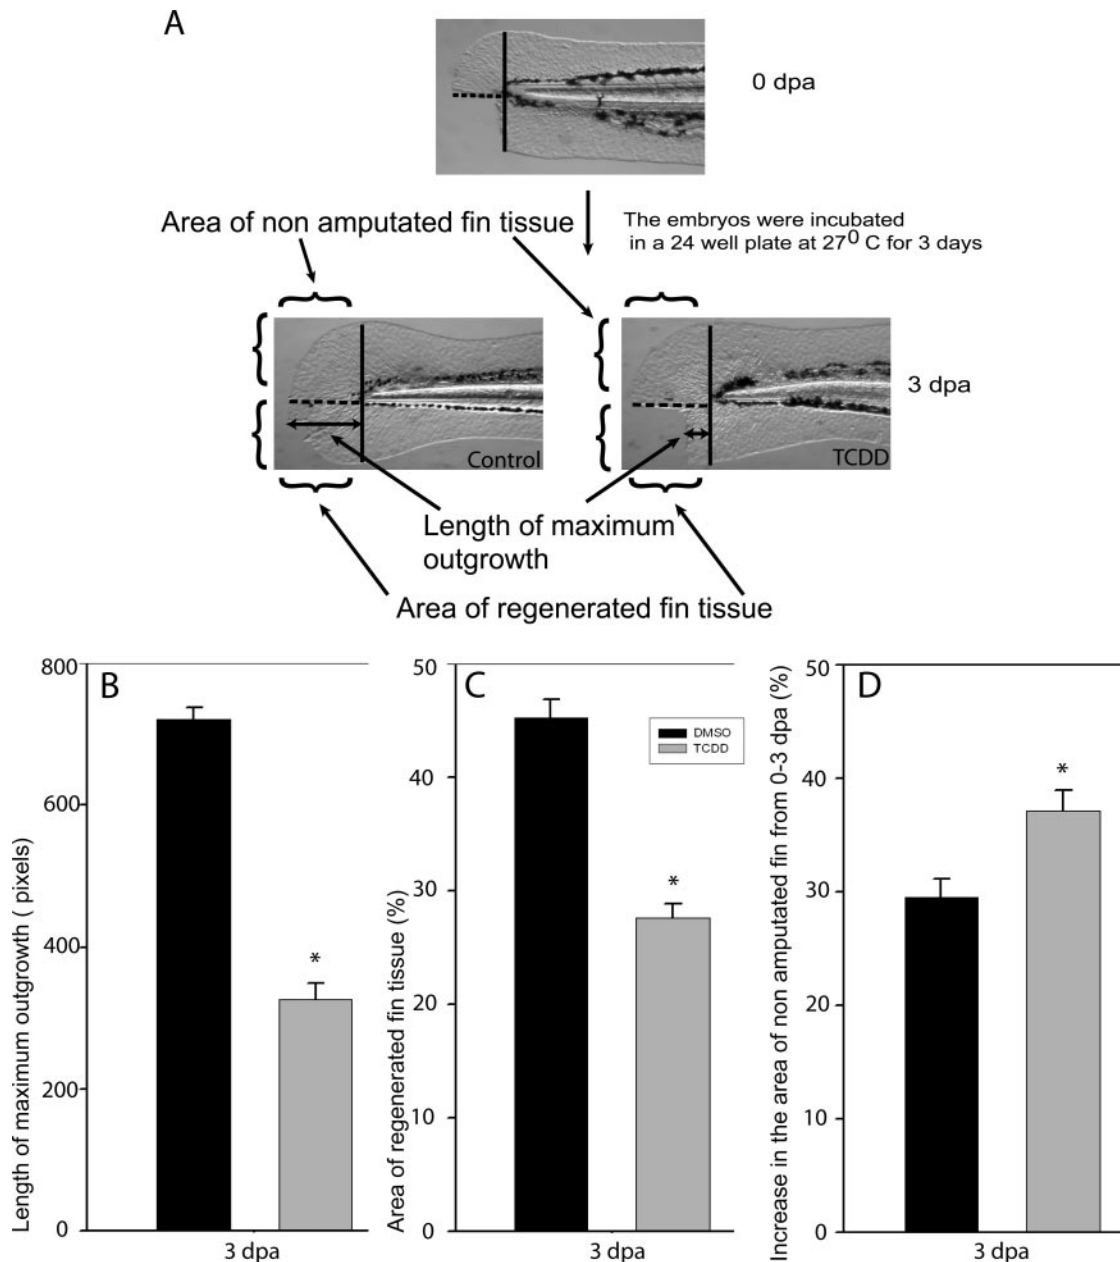 A
0 dpa
Area of non amputated fin tissue
The embryos were incubated
in a 24 well plate at 27⁰ C for 3 days
3 dpa
Control
TCDD
Length of maximum
outgrowth
Area of regenerated fin tissue
B
Length of maximum outgrowth ( pixels)
800
600
400
200
0
*
3 dpa
C
Area of regenerated fin tissue (%)
50
40
30
20
10
0
DMSO
TCDD
*
3 dpa
D
Increase in the area of non amputated fin from 0-3 dpa (%)
50
40
30
20
10
0
*
3 dpa